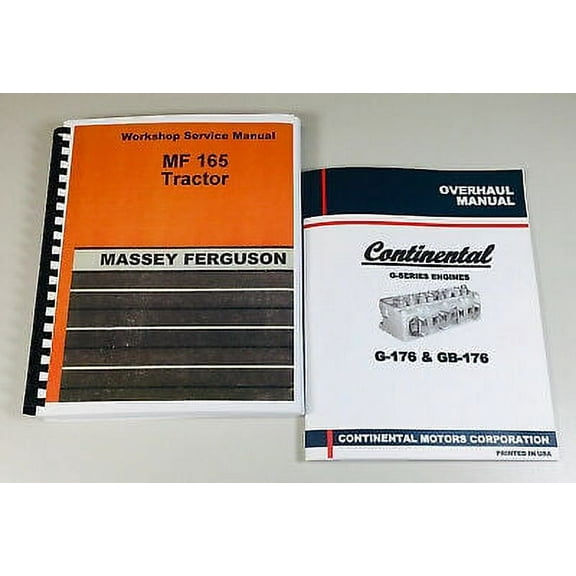 Workshop Service Manual
MF 165
Tractor
MASSEY FERGUSON
OVERHAUL
MANUAL
Continental
G-SERIES ENGINES
G-176 & GB-176
CONTINENTAL MOTORS CORPORATION
PRINTED IN USA